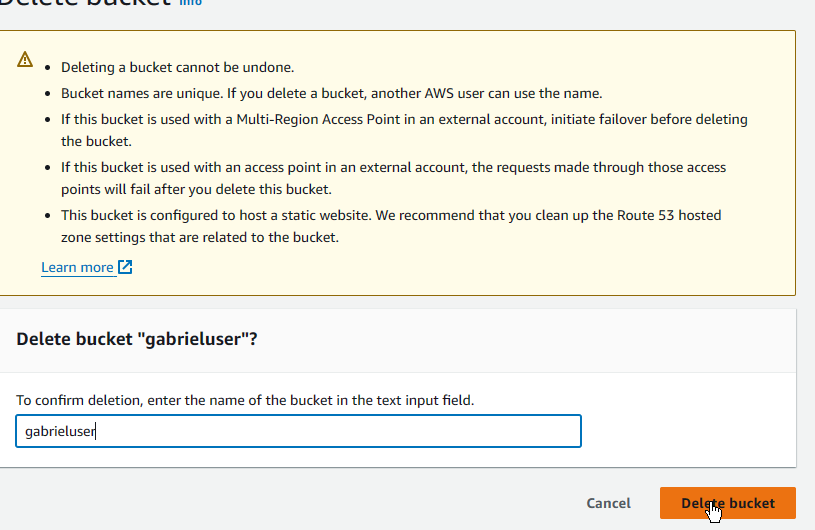 Delete bucket Info
Deleting a bucket cannot be undone.
Bucket names are unique. If you delete a bucket, another AWS user can use the name.
If this bucket is used with a Multi-Region Access Point in an external account, initiate failover before deleting
the bucket.
If this bucket is used with an access point in an external account, the requests made through those access
points will fail after you delete this bucket.
This bucket is configured to host a static website. We recommend that you clean up the Route 53 hosted
zone settings that are related to the bucket.
Learn more
Delete bucket "gabrieluser"?
To confirm deletion, enter the name of the bucket in the text input field.
gabrieluser
Cancel Delete bucket